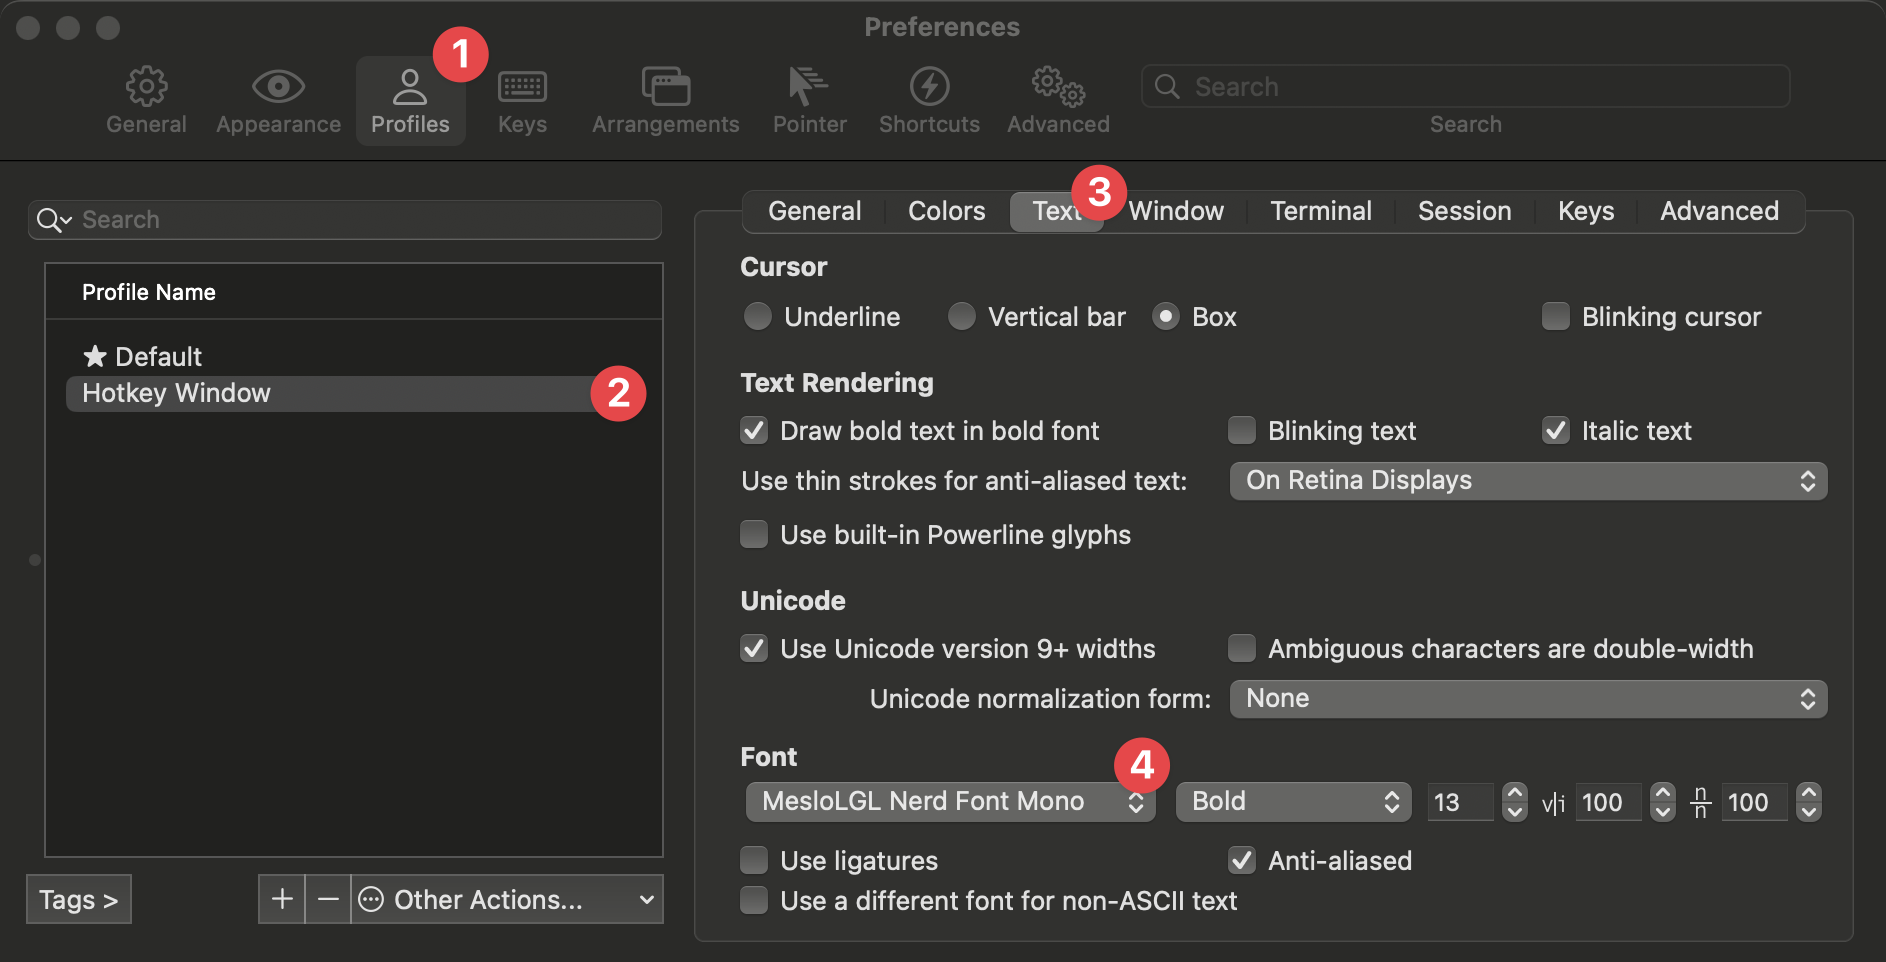 Preferences
1
General Appearance Profiles Keys Arrangements Pointer Shortcuts Advanced Search
Search
Search
3
General Colors Text Window Terminal Session Keys Advanced
Profile Name
★ Default
Hotkey Window
2
Tags >
+ − Other Actions...
Cursor
Underline Vertical bar Box Blinking cursor
Text Rendering
Draw bold text in bold font Blinking text Italic text
Use thin strokes for anti-aliased text: On Retina Displays
Use built-in Powerline glyphs
Unicode
Use Unicode version 9+ widths Ambiguous characters are double-width
Unicode normalization form: None
Font
4
MesloLGL Nerd Font Mono Bold 13 v|i 100 n/n 100
Use ligatures Anti-aliased
Use a different font for non-ASCII text